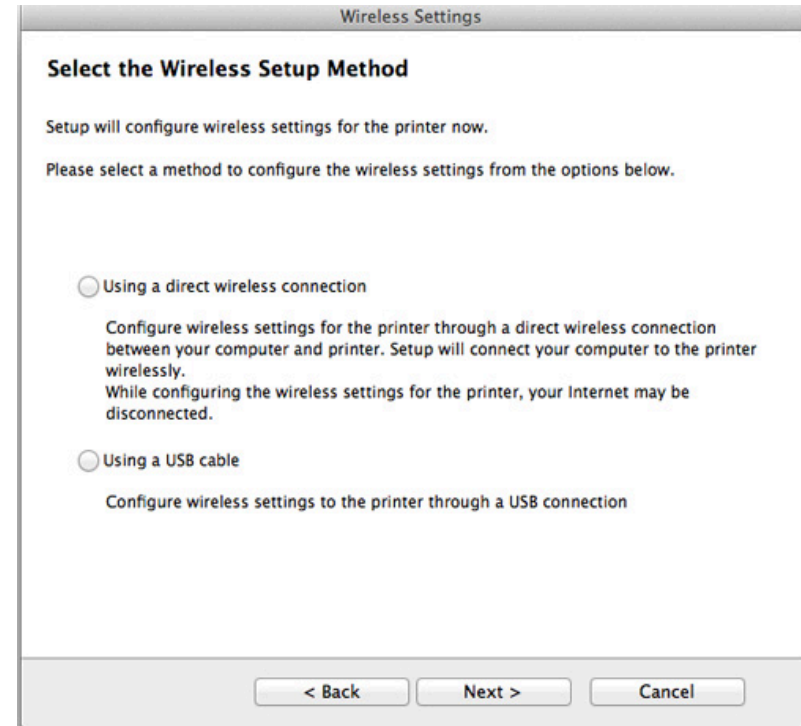 Wireless Settings
Select the Wireless Setup Method
Setup will configure wireless settings for the printer now.
Please select a method to configure the wireless settings from the options below.
Using a direct wireless connection
Configure wireless settings for the printer through a direct wireless connection
between your computer and printer. Setup will connect your computer to the printer
wirelessly.
While configuring the wireless settings for the printer, your Internet may be
disconnected.
Using a USB cable
Configure wireless settings to the printer through a USB connection
< Back Next > Cancel